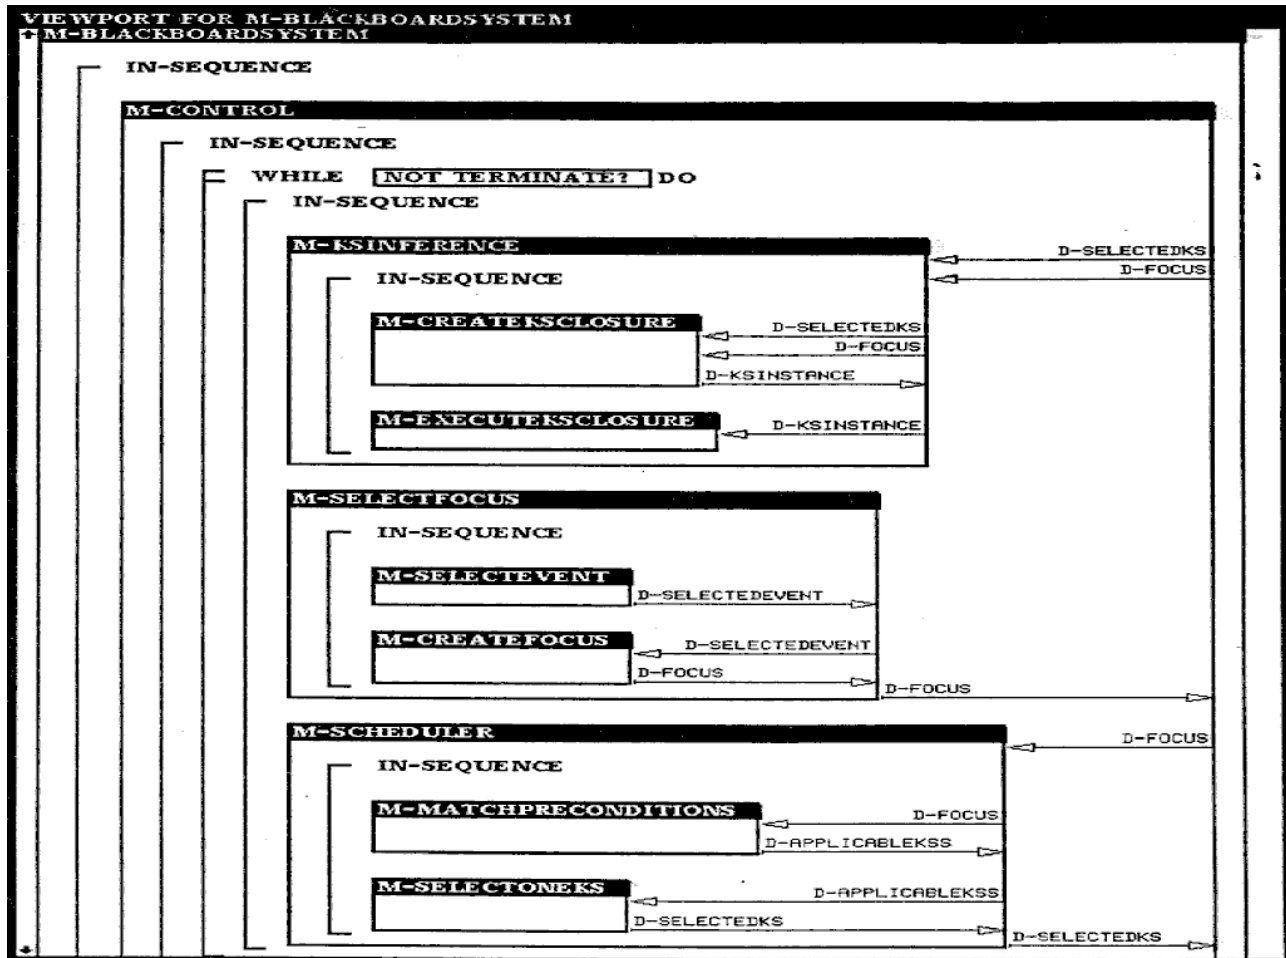 VIEWPORT FOR M-BLACKBOARDSYSTEM
M-BLACKBOARDSYSTEM
IN-SEQUENCE
M-CONTROL
IN-SEQUENCE
WHILE NOT TERMINATE? DO
IN-SEQUENCE
M-KSINFERENCE
D-SELECTEDKS
D-FOCUS
IN-SEQUENCE
M-CREATEKSCLOSURE
D-SELECTEDKS
D-FOCUS
D-KSINSTANCE
M-EXECUTEKSCLOSURE
D-KSINSTANCE
M-SELECTFOCUS
IN-SEQUENCE
M-SELECTEVENT
D-SELECTEDEVENT
M-CREATEFOCUS
D-SELECTEDEVENT
D-FOCUS
D-FOCUS
M-SCHEDULER
D-FOCUS
IN-SEQUENCE
M-MATCHPRECONDITIONS
D-FOCUS
D-APPLICABLEKSS
M-SELECTONEKS
D-APPLICABLEKSS
D-SELECTEDKS
D-SELECTEDKS